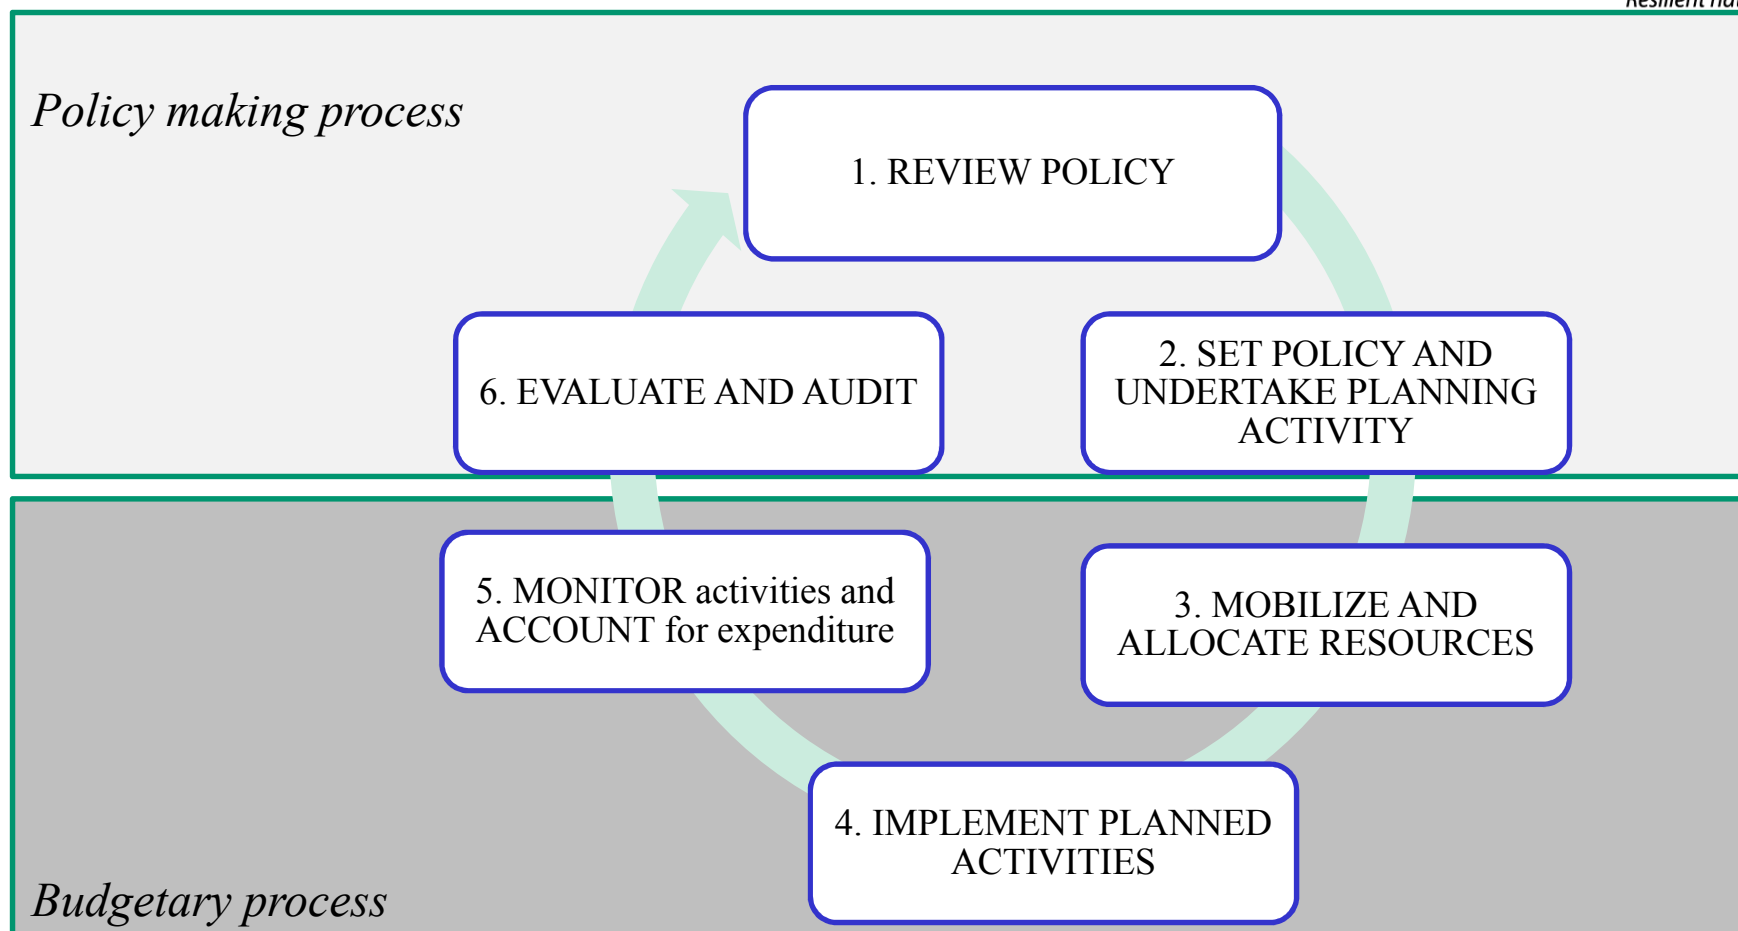 Resilient
Policy making process
1. REVIEW POLICY
2. SET POLICY AND
UNDERTAKE PLANNING
ACTIVITY
6. EVALUATE AND AUDIT
3. MOBILIZE AND
ALLOCATE RESOURCES
5. MONITOR activities and
ACCOUNT for expenditure
4. IMPLEMENT PLANNED
ACTIVITIES
Budgetary process